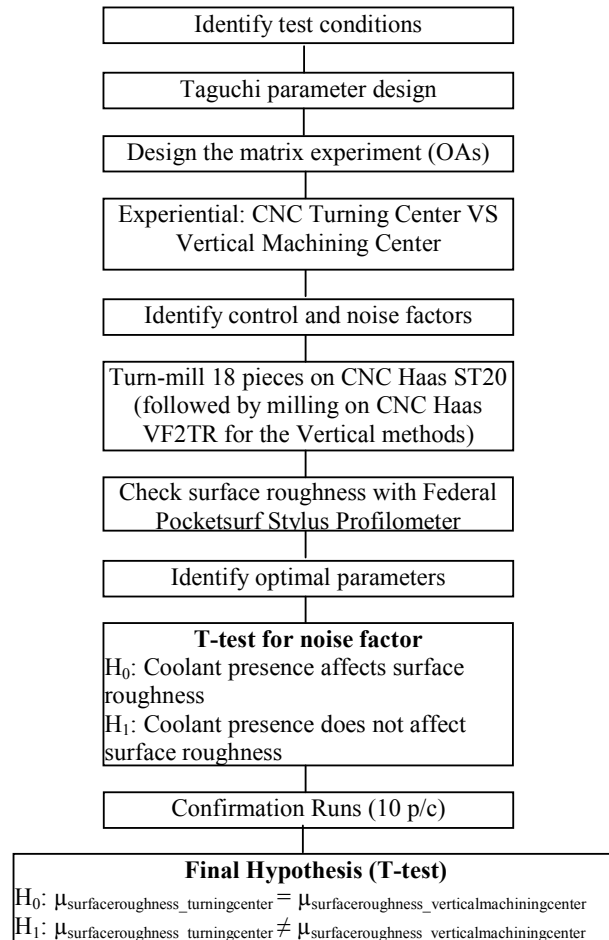 Identify test conditions
Taguchi parameter design
Design the matrix experiment (OAs)
Experiential: CNC Turning Center VS
Vertical Machining Center
Identify control and noise factors
Turn-mill 18 pieces on CNC Haas ST20
(followed by milling on CNC Haas
VF2TR for the Vertical methods)
Check surface roughness with Federal
Pocketsurf Stylus Profilometer
Identify optimal parameters
T-test for noise factor
H₀: Coolant presence affects surface
roughness
H₁: Coolant presence does not affect
surface roughness
Confirmation Runs (10 p/c)
Final Hypothesis (T-test)
H₀: μsurfaceroughness_turningcenter = μsurfaceroughness_verticalmachiningcenter
H₁: μsurfaceroughness_turningcenter ≠ μsurfaceroughness_verticalmachiningcenter